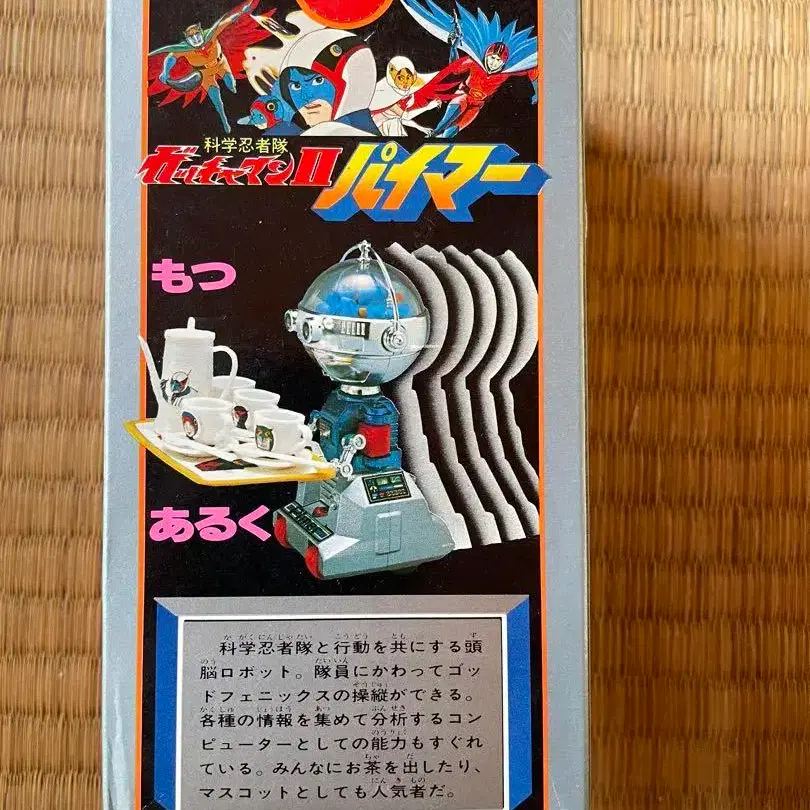 科学忍者隊
ガッチャマンII パイマー
もつ
あるく
科学忍者隊と行動を共にする頭
脳ロボット。隊員にかわってゴッ
ドフェニックスの操縦ができる。
各種の情報を集めて分析するコン
ピューターとしての能力もすぐれ
ている。みんなにお茶を出したり、
マスコットとしても人気者だ。